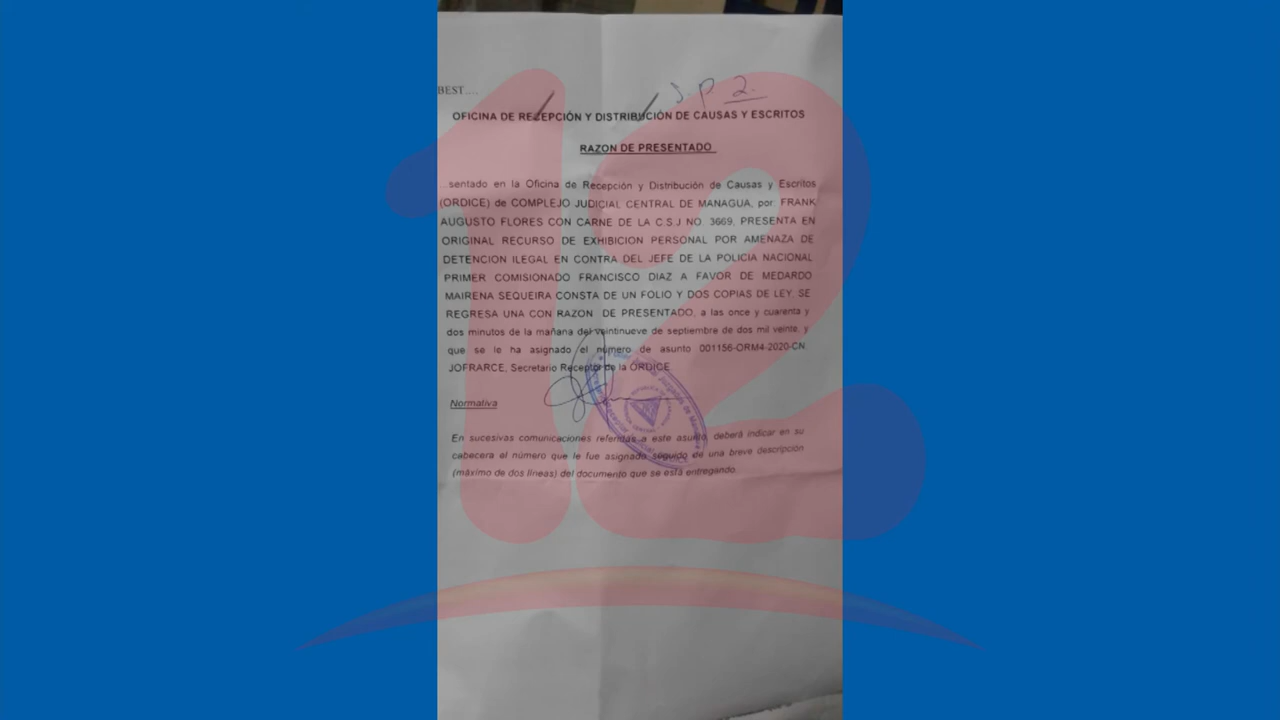 BEST....
J.P 2.
OFICINA DE RECEPCIÓN Y DISTRIBUCIÓN DE CAUSAS Y ESCRITOS
RAZON DE PRESENTADO
...sentado en la Oficina de Recepción y Distribución de Causas y Escritos
(ORDICE) de COMPLEJO JUDICIAL CENTRAL DE MANAGUA, por: FRANK
AUGUSTO FLORES CON CARNE DE LA C.S.J NO. 3669, PRESENTA EN
ORIGINAL RECURSO DE EXHIBICION PERSONAL POR AMENAZA DE
DETENCION ILEGAL EN CONTRA DEL JEFE DE LA POLICIA NACIONAL
PRIMER COMISIONADO FRANCISCO DIAZ A FAVOR DE MEDARDO
MAIRENA SEQUEIRA CONSTA DE UN FOLIO Y DOS COPIAS DE LEY. SE
REGRESA UNA CON RAZON DE PRESENTADO, a las once y cuarenta y
dos minutos de la mañana del veintinueve de septiembre de dos mil veinte, y
que se le ha asignado el número de asunto 001156-ORM4-2020-CN.
JOFRARCE, Secretario Receptor de la ORDICE
Normativa
En sucesivas comunicaciones referidas a este asunto, deberá indicar en su
cabecera el número que le fue asignado seguido de una breve descripción
(máximo de dos líneas) del documento que se está entregando.
12